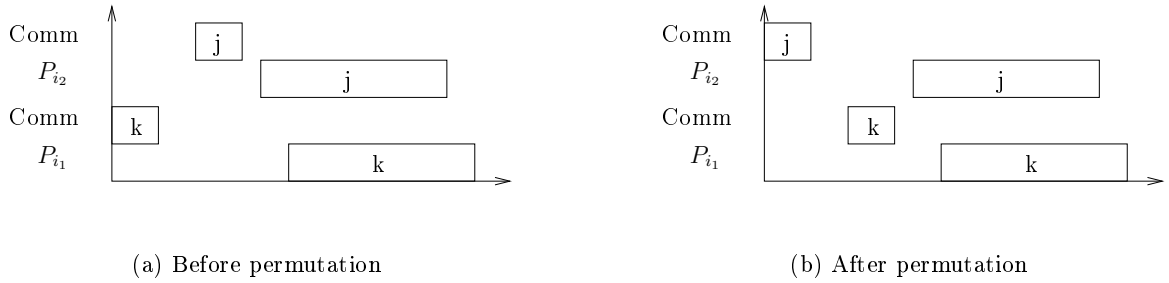 Comm
j
P_{i_2}
j
Comm
k
P_{i_1}
k
(a) Before permutation
Comm
j
P_{i_2}
j
Comm
k
P_{i_1}
k
(b) After permutation